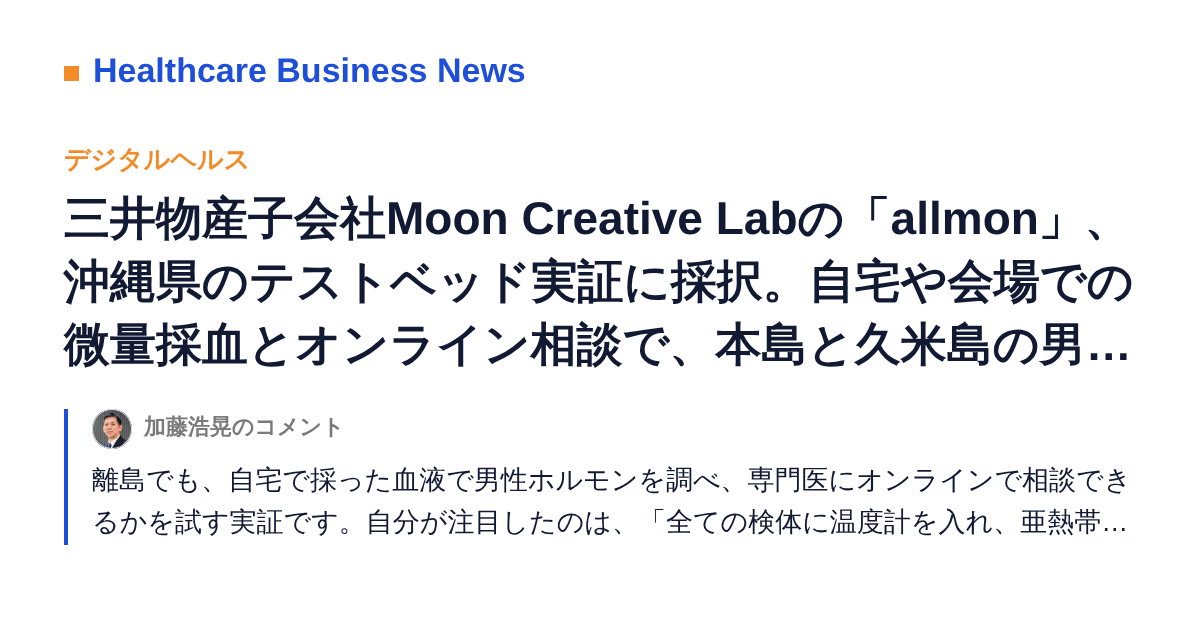 Healthcare Business News
デジタルヘルス
三井物産子会社Moon Creative Labの「allmon」、
沖縄県のテストベッド実証に採択。自宅や会場での
微量採血とオンライン相談で、本島と久米島の男…
加藤浩晃のコメント
離島でも、自宅で採った血液で男性ホルモンを調べ、専門医にオンラインで相談でき
るかを試す実証です。自分が注目したのは、「全ての検体に温度計を入れ、亜熱帯…